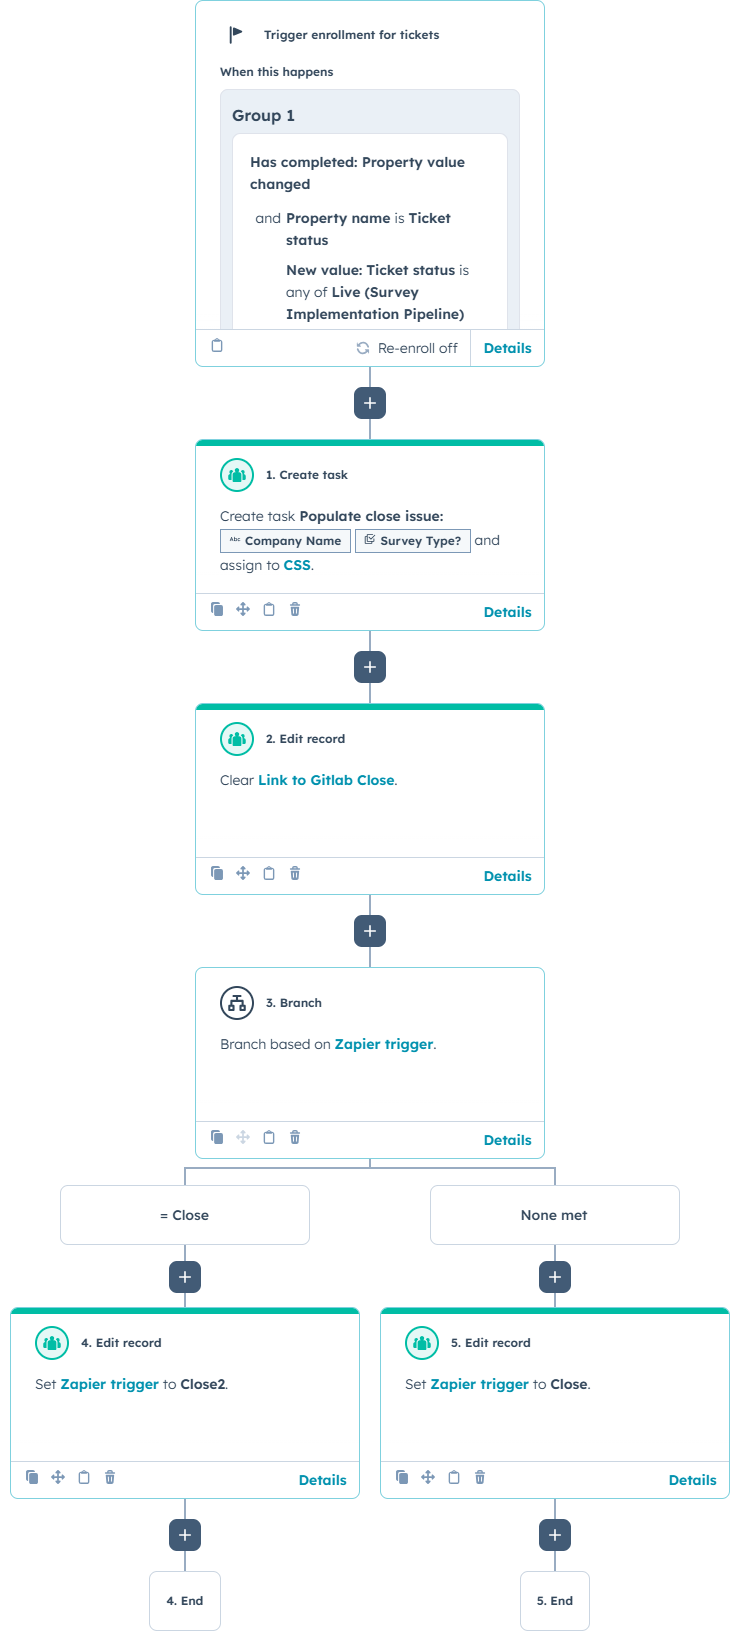 Trigger enrollment for tickets
When this happens
Group 1
Has completed: Property value
changed
and Property name is Ticket
status
New value: Ticket status is
any of Live (Survey
Implementation Pipeline)
Re-enroll off
Details
1. Create task
Create task Populate close issue:
Abc Company Name Survey Type? and
assign to CSS.
Details
2. Edit record
Clear Link to Gitlab Close.
Details
3. Branch
Branch based on Zapier trigger.
Details
= Close
None met
4. Edit record
Set Zapier trigger to Close2.
Details
5. Edit record
Set Zapier trigger to Close.
Details
4. End
5. End